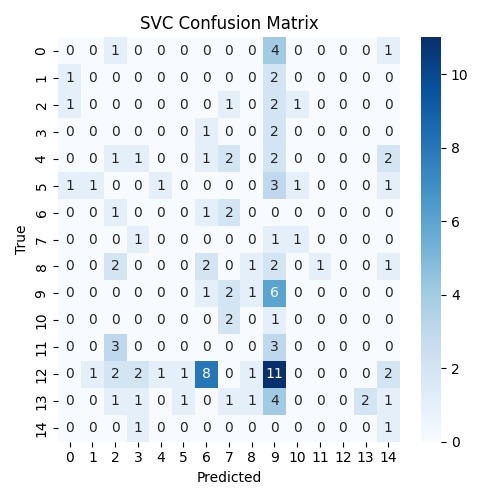 SVC Confusion Matrix
True
0 0 0 1 0 0 0 0 0 0 4 0 0 0 0 1
1 1 0 0 0 0 0 0 0 0 2 0 0 0 0 0
2 1 0 0 0 0 0 0 1 0 2 1 0 0 0 0
3 0 0 0 0 0 0 1 0 0 2 0 0 0 0 0
4 0 0 1 1 0 0 1 2 0 2 0 0 0 0 2
5 1 1 0 0 1 0 0 0 0 3 1 0 0 0 1
6 0 0 1 0 0 0 1 2 0 0 0 0 0 0 0
7 0 0 0 1 0 0 0 0 0 1 1 0 0 0 0
8 0 0 2 0 0 0 2 0 1 2 0 1 0 0 1
9 0 0 0 0 0 0 1 2 1 6 0 0 0 0 0
10 0 0 0 0 0 0 0 2 0 1 0 0 0 0 0
11 0 0 3 0 0 0 0 0 0 3 0 0 0 0 0
12 0 1 2 2 1 1 8 0 1 11 0 0 0 0 2
13 0 0 1 1 0 1 0 1 1 4 0 0 0 2 1
14 0 0 0 1 0 0 0 0 0 0 0 0 0 0 1
0 1 2 3 4 5 6 7 8 9 10 11 12 13 14
Predicted
10
8
6
4
2
0